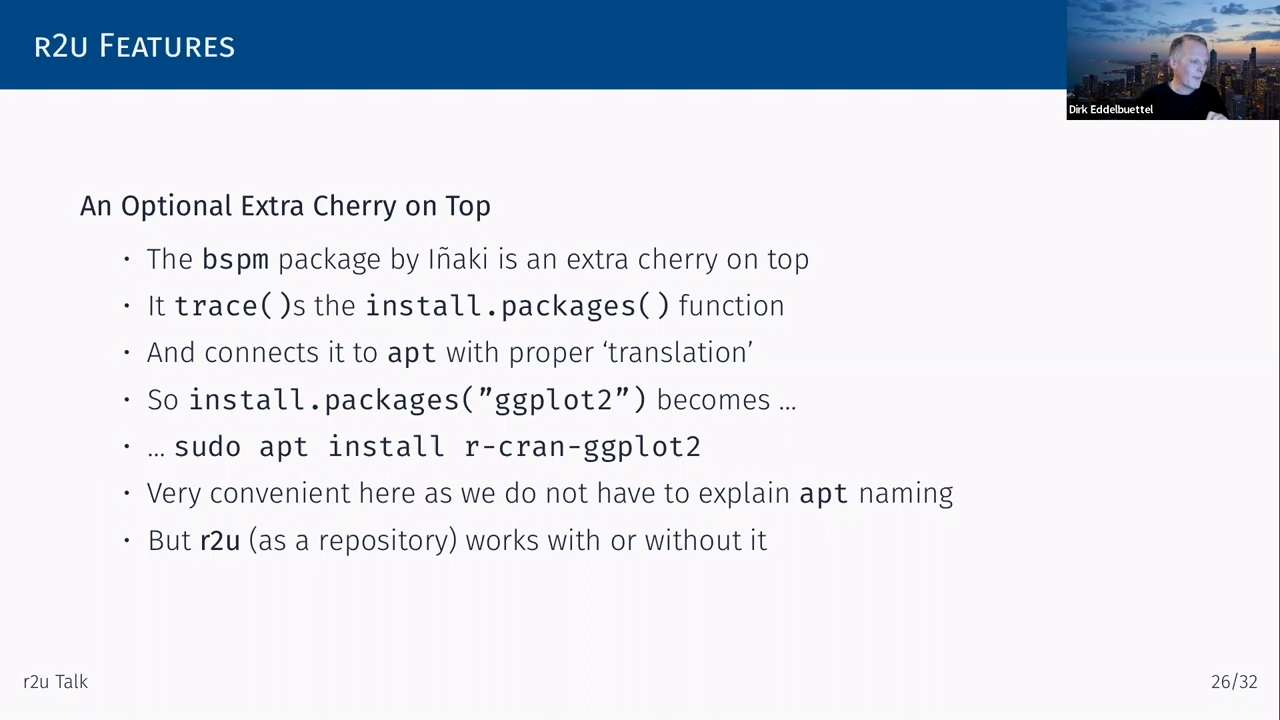 R2U FEATURES
Dirk Eddelbuettel
An Optional Extra Cherry on Top
• The bspm package by Iñaki is an extra cherry on top
• It trace()s the install.packages() function
• And connects it to apt with proper ‘translation’
• So install.packages(”ggplot2”) becomes ...
• ... sudo apt install r-cran-ggplot2
• Very convenient here as we do not have to explain apt naming
• But r2u (as a repository) works with or without it
r2u Talk
26/32